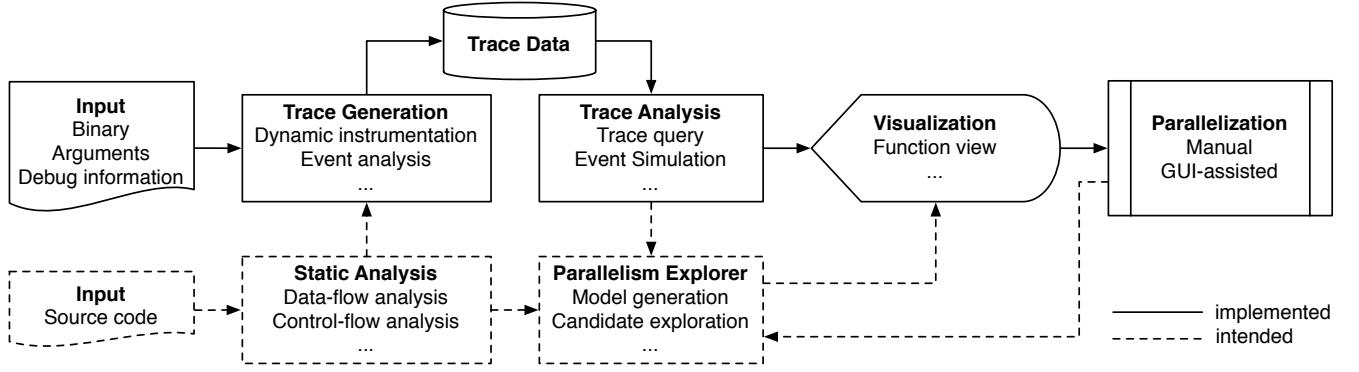 Trace Data
Input
Binary
Arguments
Debug information
Trace Generation
Dynamic instrumentation
Event analysis
...
Trace Analysis
Trace query
Event Simulation
...
Visualization
Function view
...
Parallelization
Manual
GUI-assisted
Input
Source code
Static Analysis
Data-flow analysis
Control-flow analysis
...
Parallelism Explorer
Model generation
Candidate exploration
...
implemented
intended